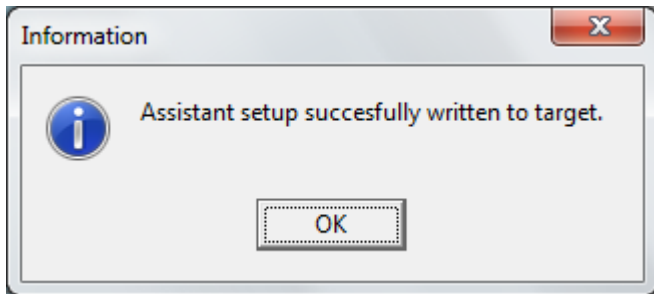 Information
Assistant setup succesfully written to target.
OK